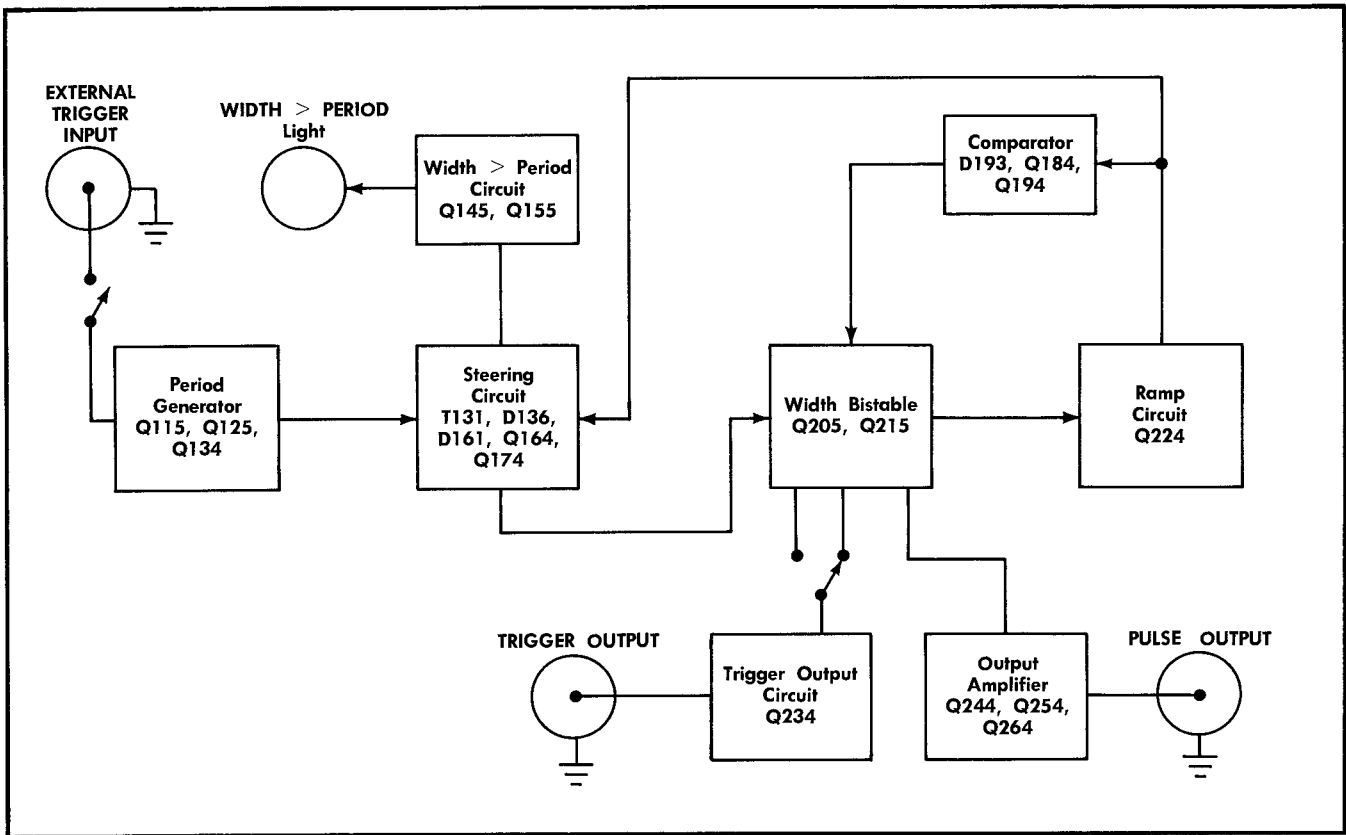 EXTERNAL
TRIGGER
INPUT
WIDTH > PERIOD
Light
Width > Period
Circuit
Q145, Q155
Comparator
D193, Q184,
Q194
Period
Generator
Q115, Q125,
Q134
Steering
Circuit
T131, D136,
D161, Q164,
Q174
Width Bistable
Q205, Q215
Ramp
Circuit
Q224
TRIGGER OUTPUT
Trigger Output
Circuit
Q234
Output
Amplifier
Q244, Q254,
Q264
PULSE OUTPUT